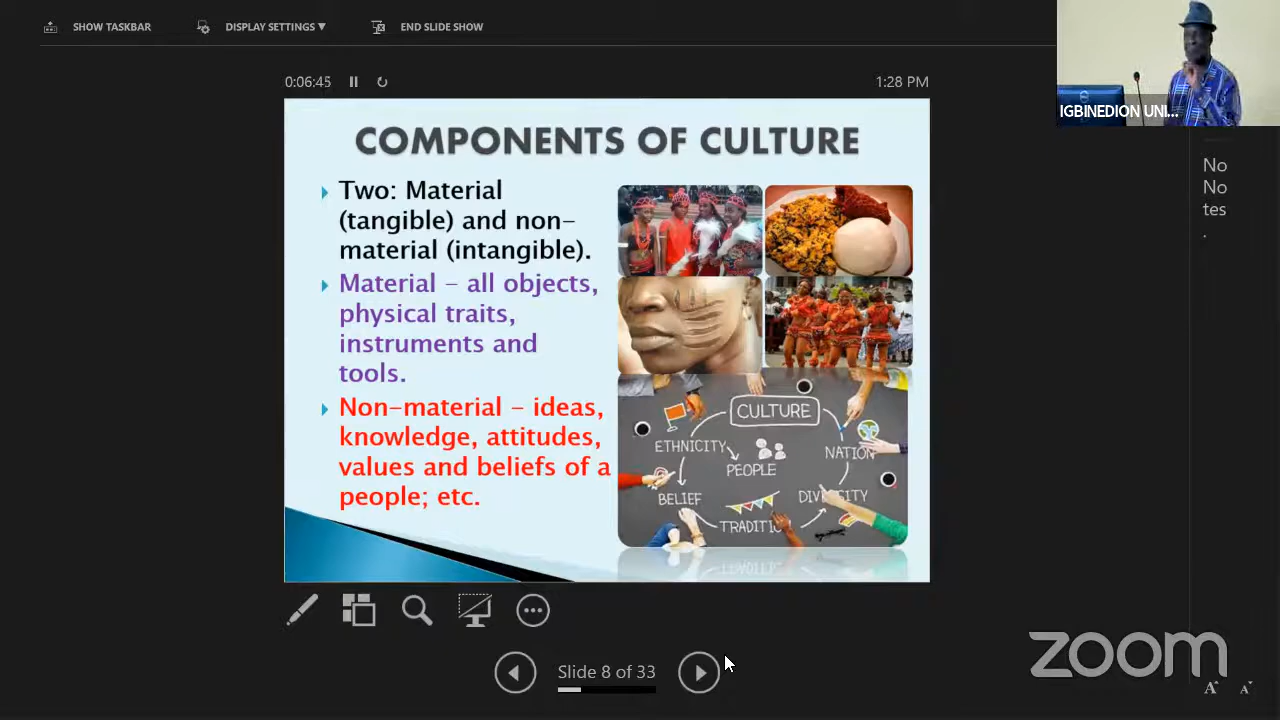 SHOW TASKBAR
DISPLAY SETTINGS ▼
END SLIDE SHOW
IGBINEDION UNI...
0:06:45
1:28 PM
COMPONENTS OF CULTURE
Two: Material
(tangible) and non-
material (intangible).
Material – all objects,
physical traits,
instruments and
tools.
Non-material – ideas,
knowledge, attitudes,
values and beliefs of a
people; etc.
CULTURE
ETHNICITY
NATION
PEOPLE
BELIEF
DIVERSITY
TRADITIO
No
No
tes
.
Slide 8 of 33
zoom
A
A